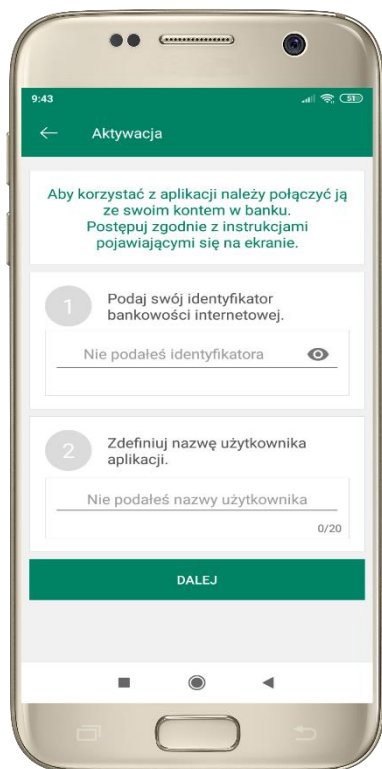 9:43
51
Aktywacja
Aby korzystać z aplikacji należy połączyć ją
ze swoim kontem w banku.
Postępuj zgodnie z instrukcjami
pojawiającymi się na ekranie.
1
Podaj swój identyfikator
bankowości internetowej.
Nie podałeś identyfikatora
2
Zdefiniuj nazwę użytkownika
aplikacji.
Nie podałeś nazwy użytkownika
0/20
DALEJ